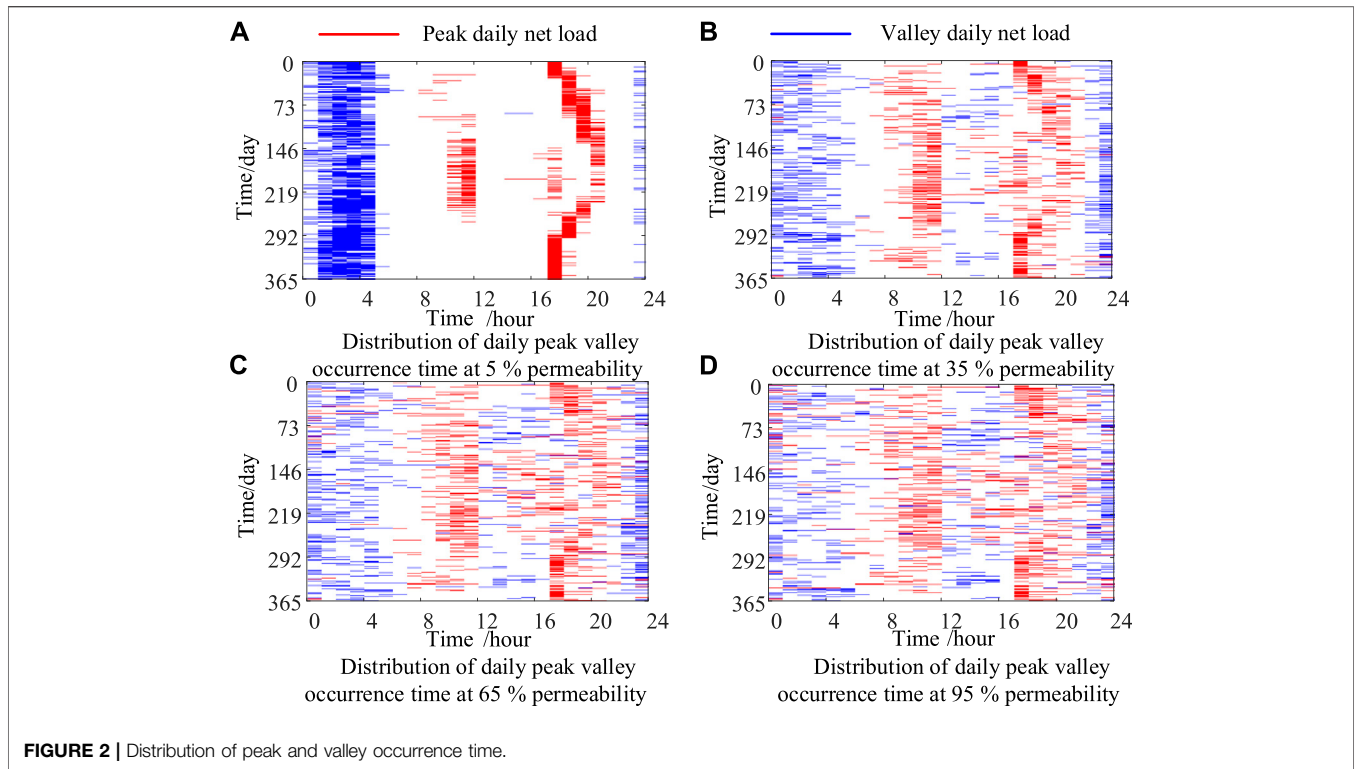 A Peak daily net load B Valley daily net load
0
73
146
219
292
365
Time/day
0 4 8 12 16 20 24
Time /hour
Distribution of daily peak valley
occurrence time at 5 % permeability
0
73
146
219
292
365
Time/day
0 4 8 12 16 20 24
Time /hour
Distribution of daily peak valley
occurrence time at 35 % permeability
C
0
73
146
219
292
365
Time/day
0 4 8 12 16 20 24
Time /hour
Distribution of daily peak valley
occurrence time at 65 % permeability
D
0
73
146
219
292
365
Time/day
0 4 8 12 16 20 24
Time /hour
Distribution of daily peak valley
occurrence time at 95 % permeability
FIGURE 2 | Distribution of peak and valley occurrence time.